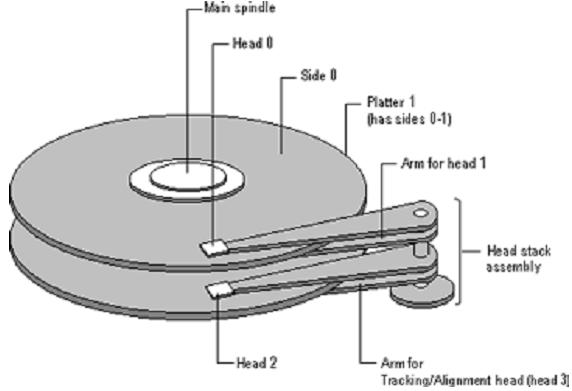 Main spindle
Head 0
Side 0
Platter 1
(has sides 0-1)
Arm for head 1
Head stack
assembly
Head 2
Arm for
Tracking/Alignment head (head 3)